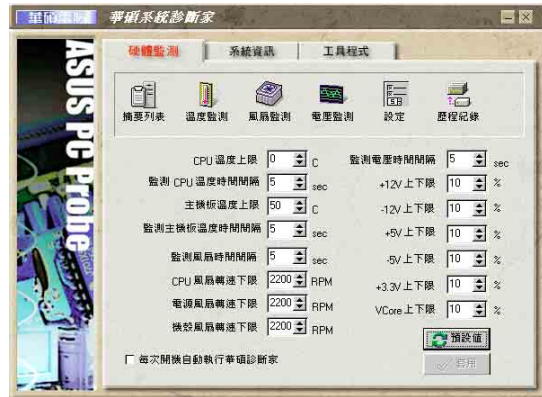 華碩電腦 華碩系統診斷家
ASUS PC Probe
硬體監測 系統資訊 工具程式
摘要列表 溫度監測 風扇監測 電壓監測 設定 歷程紀錄
CPU 溫度上限 0 C 監測電壓時間間隔 5 sec
監測 CPU 溫度時間間隔 5 sec +12V 上下限 10 %
主機板溫度上限 50 C -12V 上下限 10 %
監測主機板溫度時間間隔 5 sec +5V 上下限 10 %
監測風扇時間間隔 5 sec -5V 上下限 10 %
CPU 風扇轉速下限 2200 RPM +3.3V 上下限 10 %
電源風扇轉速下限 2200 RPM VCore 上下限 10 %
機殼風扇轉速下限 2200 RPM
預設值
每次開機自動執行華碩診斷家 套用